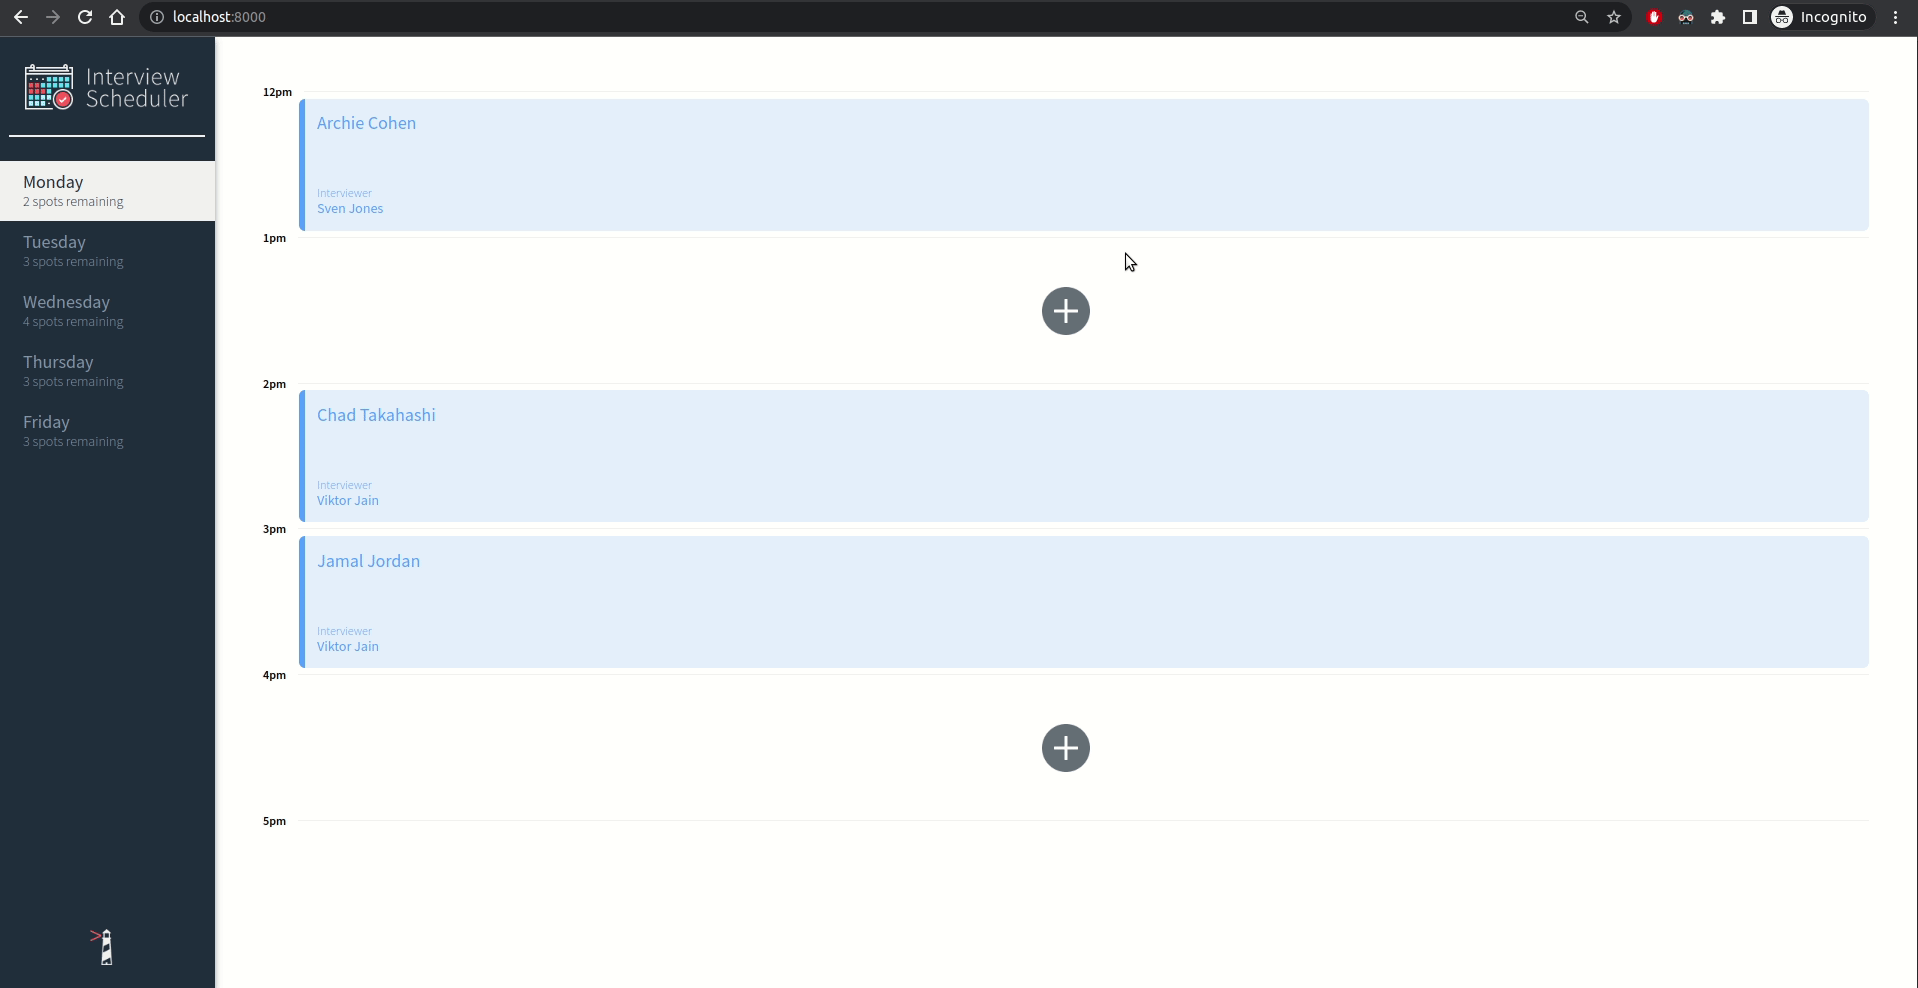 localhost:8000
Incognito
Interview
Scheduler
Monday
2 spots remaining
Tuesday
3 spots remaining
Wednesday
4 spots remaining
Thursday
3 spots remaining
Friday
3 spots remaining
12pm
Archie Cohen
Interviewer
Sven Jones
1pm
2pm
Chad Takahashi
Interviewer
Viktor Jain
3pm
Jamal Jordan
Interviewer
Viktor Jain
4pm
5pm